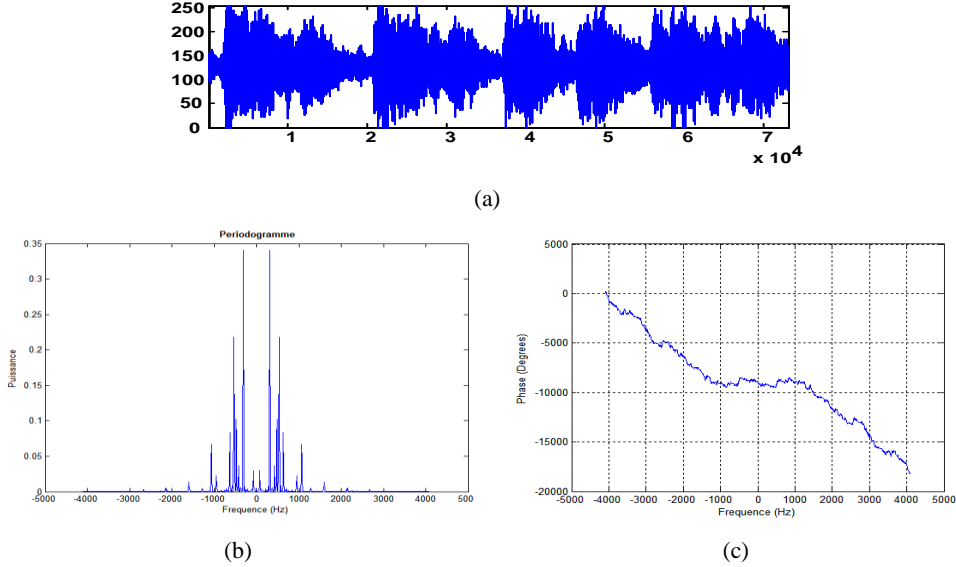 250
200
150
100
50
0
1 2 3 4 5 6 7
x 10^4
(a)
Periodogramme
0.35
0.3
0.25
0.2
0.15
0.1
0.05
0
Puissance
-5000 -4000 -3000 -2000 -1000 0 1000 2000 3000 4000 500
Frequence (Hz)
(b)
5000
0
-5000
-10000
-15000
-20000
Phase (Degrees)
-5000 -4000 -3000 -2000 -1000 0 1000 2000 3000 4000 5000
Frequence (Hz)
(c)